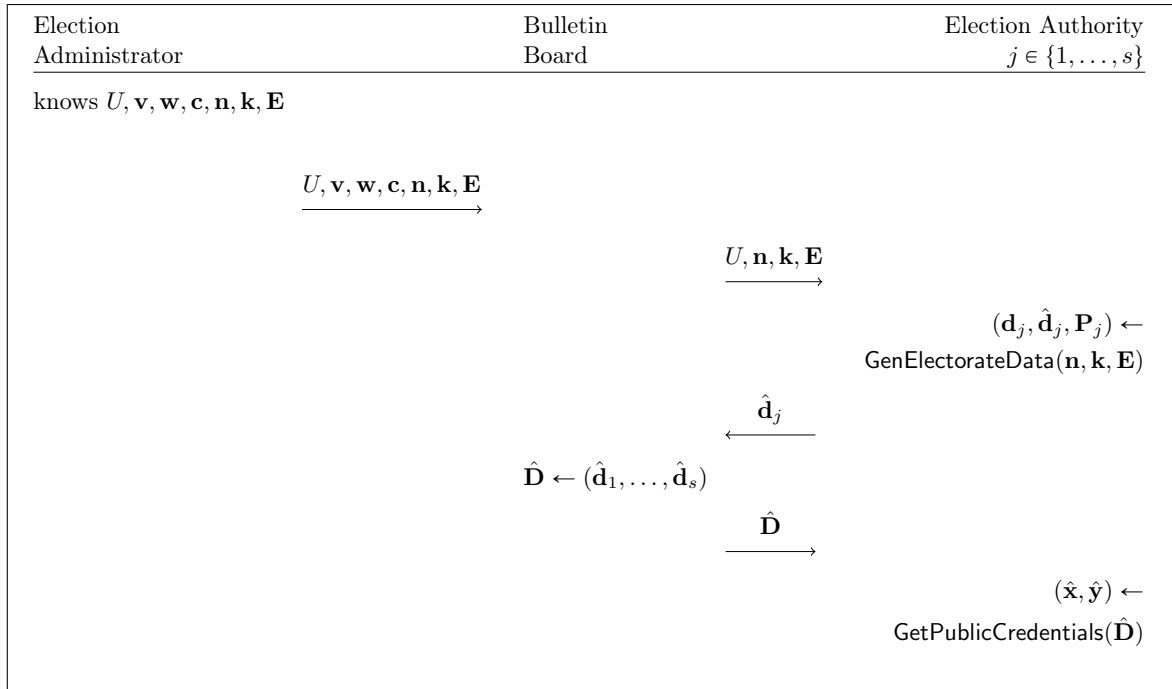 Election Bulletin Election Authority
Administrator Board j ∈ {1, . . . , s}
knows U, v, w, c, n, k, E
U, v, w, c, n, k, E
U, n, k, E
(d_j, d̂_j, P_j) ←
GenElectorateData(n, k, E)
d̂_j
D̂ ← (d̂_1, . . . , d̂_s)
D̂
(x̂, ŷ) ←
GetPublicCredentials(D̂)